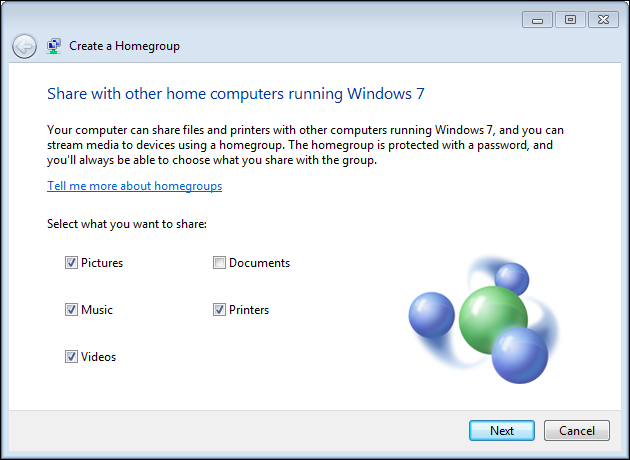 Create a Homegroup
Share with other home computers running Windows 7
Your computer can share files and printers with other computers running Windows 7, and you can
stream media to devices using a homegroup. The homegroup is protected with a password, and
you'll always be able to choose what you share with the group.
Tell me more about homegroups
Select what you want to share:
Pictures
Documents
Music
Printers
Videos
Next
Cancel